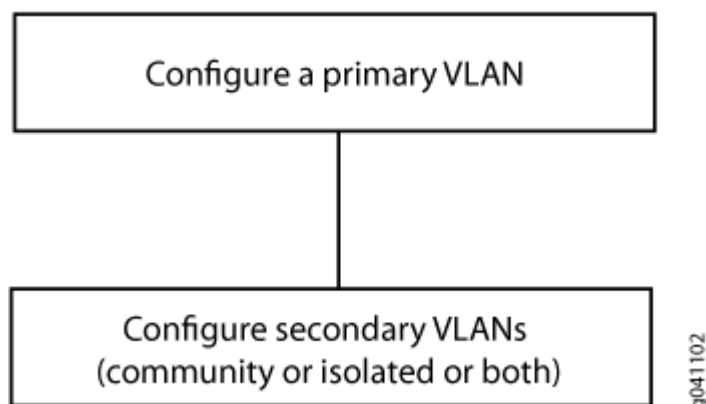 Configure a primary VLAN
Configure secondary VLANs
(community or isolated or both)
g041102